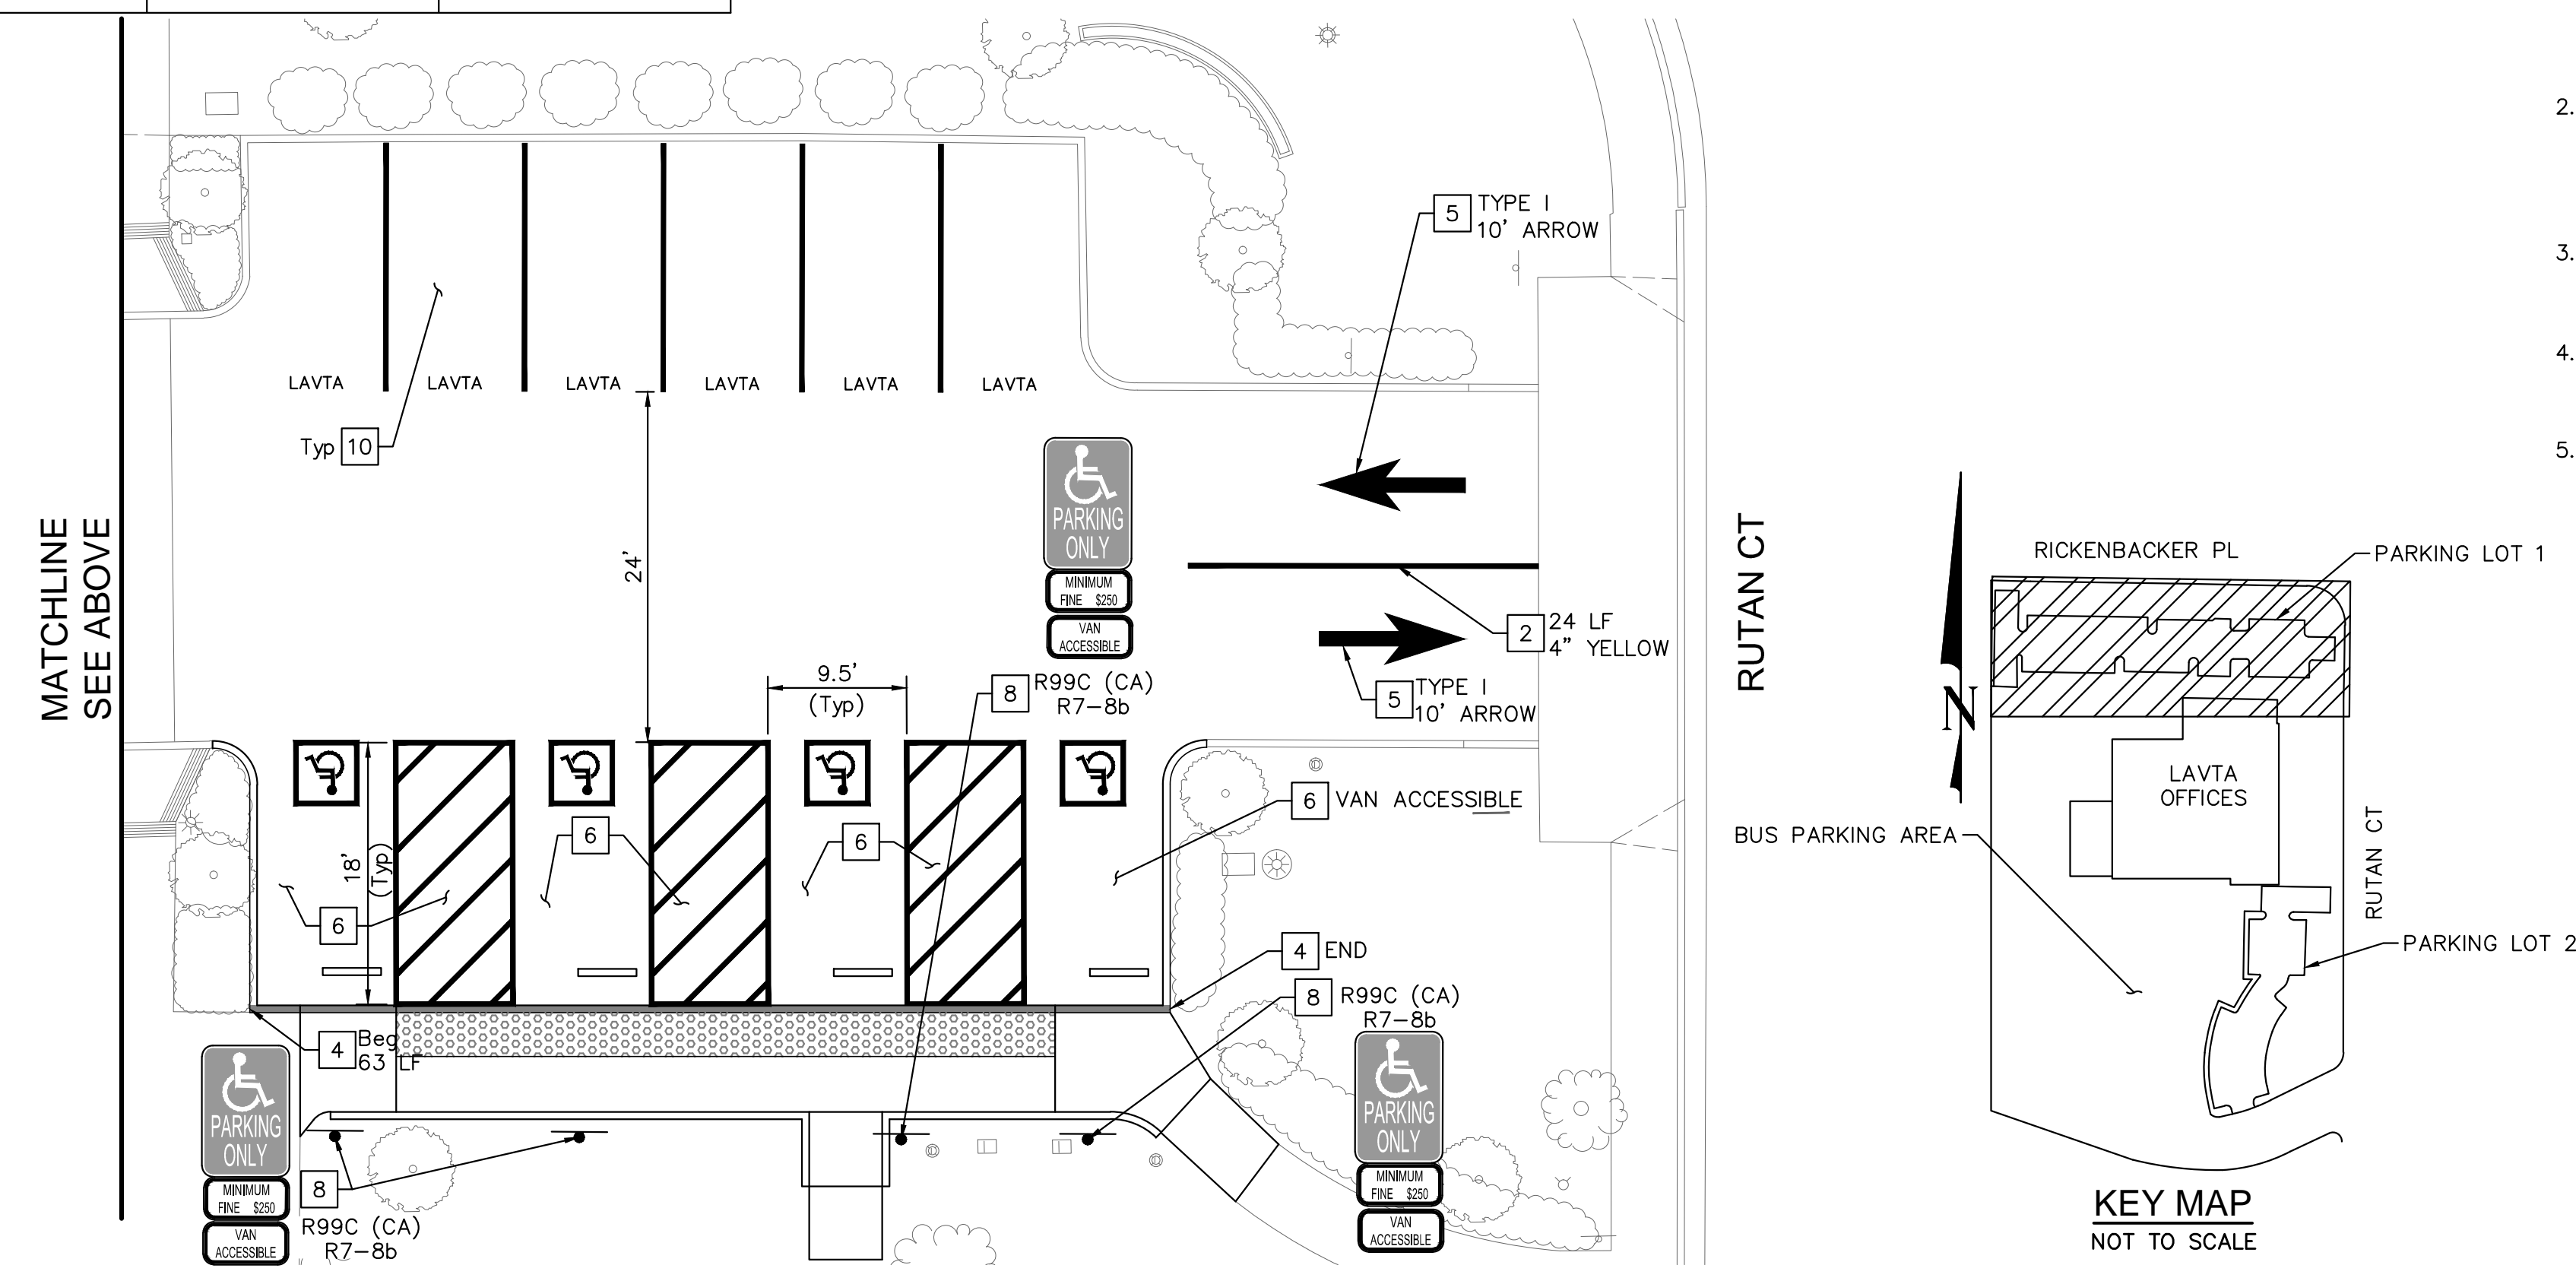 2.
3.
4.
5.
MATCHLINE
SEE ABOVE
LAVTA
LAVTA
LAVTA
LAVTA
LAVTA
LAVTA
Typ 10
24'
5 TYPE I
10' ARROW
PARKING
ONLY
MINIMUM
FINE $250
VAN
ACCESSIBLE
2 24 LF
4" YELLOW
5 TYPE I
10' ARROW
9.5'
(Typ)
8 R99C (CA)
R7-8b
RUTAN CT
18'
(Typ)
6
6
6
6 VAN ACCESSIBLE
4 END
8 R99C (CA)
R7-8b
4 Beg
63 LF
PARKING
ONLY
MINIMUM
FINE $250
VAN
ACCESSIBLE
8
R99C (CA)
R7-8b
PARKING
ONLY
MINIMUM
FINE $250
VAN
ACCESSIBLE
N
RICKENBACKER PL
PARKING LOT 1
LAVTA
OFFICES
BUS PARKING AREA
RUTAN CT
PARKING LOT 2
KEY MAP
NOT TO SCALE